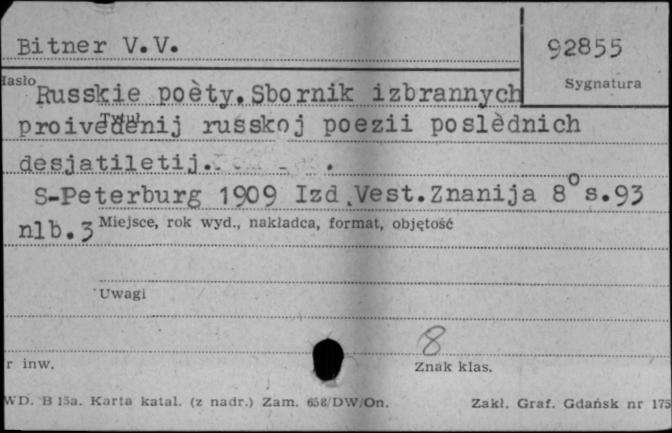 Bitner V.V.
92855
Hasło
Sygnatura
Russkie poèty. Sbornik izbrannych
Tytuł
proivedenij russkoj poezii poslèdnich
desjatiletij.
S-Peterburg 1909 Izd.Vest.Znanija 8° s.93
nlb.3
Miejsce, rok wyd., nakładca, format, objętość
Uwagi
8
r inw.
Znak klas.
WD. B 15a. Karta katal. (z nadr.) Zam. 658/DW/On.
Zakł. Graf. Gdańsk nr 175